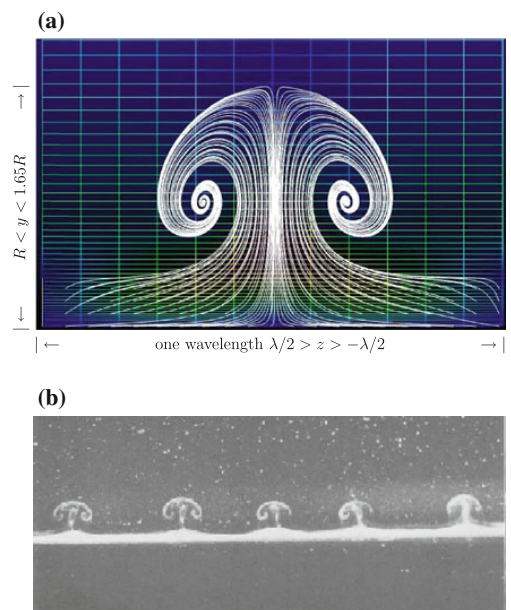 (a)
R < y < 1.65R
one wavelength λ/2 > z > −λ/2
(b)